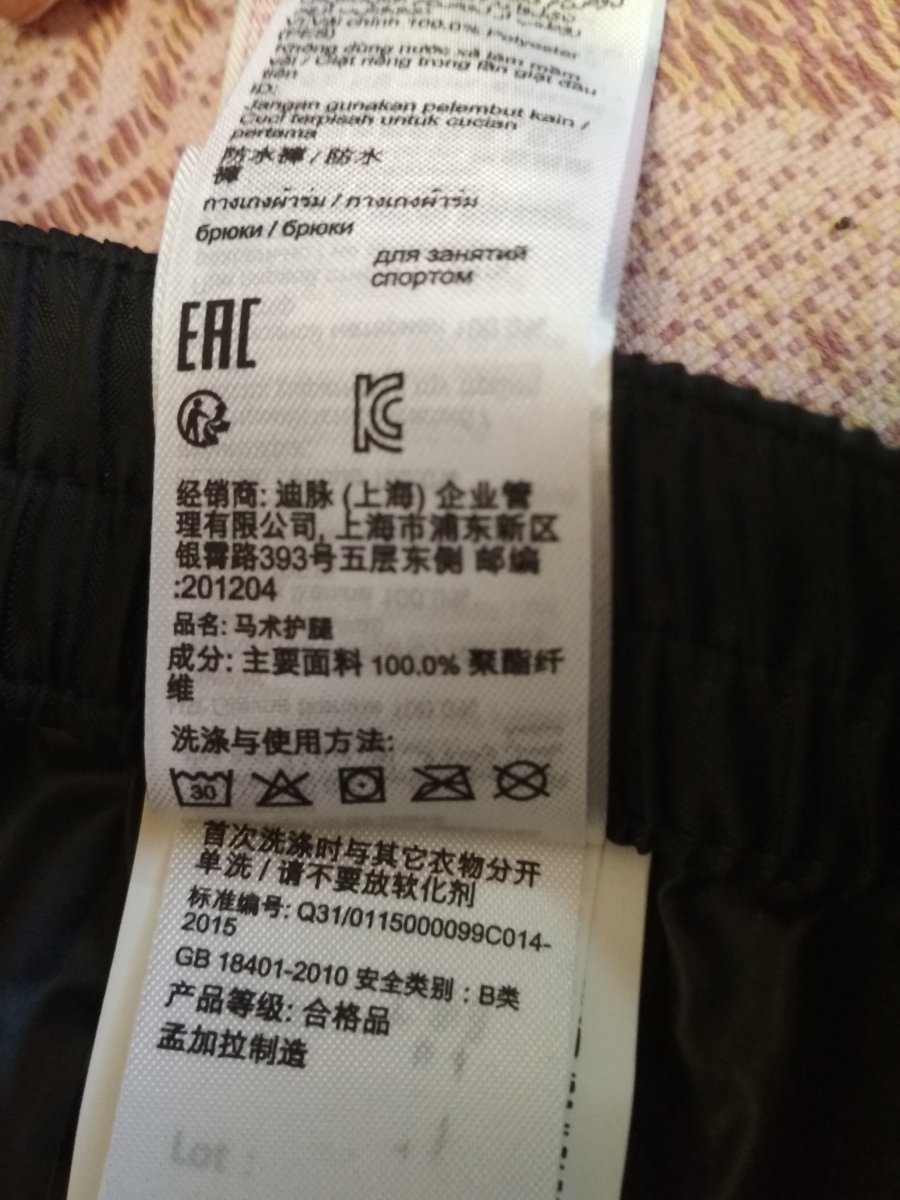 VI:Vải chính 100.0% Polyester
(PES)
Không dùng nước xả làm mềm
vải / Giặt riêng trong lần giặt đầu
tiên
ID:
Jangan gunakan pelembut kain /
Cuci terpisah untuk cucian
pertama
防水褲 / 防水
褲
กางเกงผ้าร่ม / กางเกงผ้าร่ม
брюки / брюки
для занятий
спортом
EAC
KC
经销商: 迪脉 (上海) 企业管
理有限公司, 上海市浦东新区
银霄路393号五层东侧 邮编
:201204
品名: 马术护腿
成分: 主要面料 100.0% 聚酯纤
维
洗涤与使用方法:
30
首次洗涤时与其它衣物分开
单洗 / 请不要放软化剂
标准编号: Q31/0115000099C014-
2015
GB 18401-2010 安全类别 : B类
产品等级: 合格品
孟加拉制造
Lot :